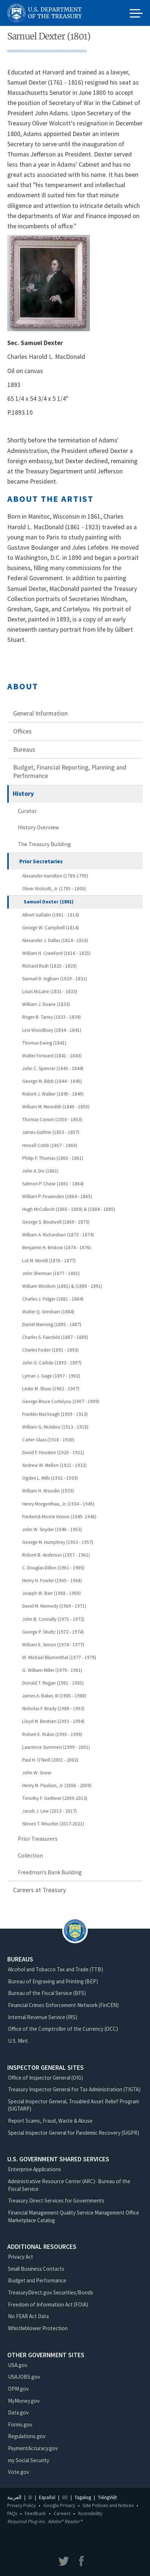 U.S. DEPARTMENT
OF THE TREASURY
Samuel Dexter (1801)
Educated at Harvard and trained as a lawyer,
Samuel Dexter (1761 - 1816) resigned his seat as
Massachusetts Senator in June 1800 to accept
the position of Secretary of War in the Cabinet of
President John Adams. Upon Secretary of the
Treasury Oliver Wolcott's resignation in December
1800, Adams appointed Dexter an interim
Secretary to serve until the inauguration of
Thomas Jefferson as President. Dexter served
less than a year in Adams' Cabinet and has no
great acts associated with his tenure. It has been
said that "his temperament and intellectual
endowment ill suited him for that minute
diligence and attention to intricate details which
the departments of War and Finance imposed on
the incumbents of office."
Sec. Samuel Dexter
Charles Harold L. MacDonald
Oil on canvas
1893
65 1/4 x 54 3/4 x 5 1/4"
P.1893.10
Shortly before the termination of Adams'
Administration, the President offered Dexter a
foreign embassy, but Dexter declined, remaining
at the Treasury Department until Jefferson
became President.
ABOUT THE ARTIST
Born in Manitoc, Wisconsin in 1861, Charles
Harold L. MacDonald (1861 - 1923) traveled as a
young man to Paris to study painting with
Gustave Boulanger and Jules Lefebvre. He moved
to Washington, D.C. in 1884 and began a portrait
business, fulfilling many commissions for the
Federal Government. In addition to painting
Samuel Dexter, MacDonald painted the Treasury
Collection portraits of Secretaries Windham,
Gresham, Gage, and Cortelyou. His portrait of
Dexter, painted in 1893, is a copy of an early
nineteenth century portrait from life by Gilbert
Stuart.
ABOUT
General Information
Offices
Bureaus
Budget, Financial Reporting, Planning and
Performance
History
Curator
History Overview
The Treasury Building
Prior Secretaries
Alexander Hamilton (1789-1795)
Oliver Wolcott, Jr.(1795 - 1800)
Samuel Dexter (1801)
Albert Gallatin (1801 - 1814)
George W. Campbell (1814)
Alexander J. Dallas (1814 - 1816)
William H. Crawford (1816 - 1825)
Richard Rush (1825 - 1829)
Samuel D. Ingham (1829 - 1831)
Louis McLane (1831 - 1833)
William J. Duane (1833)
Roger B. Taney (1833 - 1834)
Levi Woodbury (1834 - 1841)
Thomas Ewing (1841)
Walter Forward (1841 - 1843)
John C. Spencer (1843 - 1844)
George M. Bibb (1844 - 1845)
Robert J. Walker (1845 - 1849)
William M. Meredith (1849 - 1850)
Thomas Corwin (1850 - 1853)
James Guthrie (1853 - 1857)
Howell Cobb (1857 - 1860)
Philip F. Thomas (1860 - 1861)
John A. Dix (1861)
Salmon P. Chase (1861 - 1864)
William P. Fessenden (1864 - 1865)
Hugh McCulloch (1865 - 1869) & (1884 - 1885)
George S. Boutwell (1869 - 1873)
William A. Richardson (1873 - 1874)
Benjamin H. Bristow (1874 - 1876)
Lot M. Morrill (1876 - 1877)
John Sherman (1877 - 1881)
William Windom (1881) & (1889 - 1891)
Charles J. Folger (1881 - 1884)
Walter Q. Gresham (1884)
Daniel Manning (1885 - 1887)
Charles S. Fairchild (1887 - 1889)
Charles Foster (1891 - 1893)
John G. Carlisle (1893 - 1897)
Lyman J. Gage (1897 - 1902)
Leslie M. Shaw (1902 - 1907)
George Bruce Cortelyou (1907 - 1909)
Franklin MacVeagh (1909 - 1913)
William G. McAdoo (1913 - 1918)
Carter Glass (1918 - 1920)
David F. Houston (1920 - 1921)
Andrew W. Mellon (1921 - 1932)
Ogden L. Mills (1932 - 1933)
William H. Woodin (1933)
Henry Morgenthau, Jr. (1934 - 1945)
Frederick Moore Vinson (1945 -1946)
John W. Snyder (1946 - 1953)
George M. Humphrey (1953 - 1957)
Robert B. Anderson (1957 - 1961)
C. Douglas Dillon (1961 - 1965)
Henry H. Fowler (1965 - 1968)
Joseph W. Barr (1968 - 1969)
David M. Kennedy (1969 - 1971)
John B. Connally (1971 - 1972)
George P. Shultz (1972 - 1974)
William E. Simon (1974 - 1977)
W. Michael Blumenthal (1977 - 1979)
G. William Miller (1979 - 1981)
Donald T. Regan (1981 - 1985)
James A. Baker, III (1985 - 1988)
Nicholas F. Brady (1988 - 1993)
Lloyd M. Bentsen (1993 - 1994)
Robert E. Rubin (1995 - 1999)
Lawrence Summers (1999 - 2001)
Paul H. O'Neill (2001 - 2002)
John W. Snow
Henry M. Paulson, Jr. (2006 - 2009)
Timothy F. Geithner (2009-2013)
Jacob J. Lew (2013 - 2017)
Steven T. Mnuchin (2017-2021)
Prior Treasurers
Collection
Freedman's Bank Building
Careers at Treasury
BUREAUS
Alcohol and Tobacco Tax and Trade (TTB)
Bureau of Engraving and Printing (BEP)
Bureau of the Fiscal Service (BFS)
Financial Crimes Enforcement Network (FinCEN)
Internal Revenue Service (IRS)
Office of the Comptroller of the Currency (OCC)
U.S. Mint
INSPECTOR GENERAL SITES
Office of Inspector General (OIG)
Treasury Inspector General for Tax Administration (TIGTA)
Special Inspector General, Troubled Asset Relief Program
(SIGTARP)
Report Scams, Fraud, Waste & Abuse
Special Inspector General for Pandemic Recovery (SIGPR)
U.S. GOVERNMENT SHARED SERVICES
Enterprise Applications
Administrative Resource Center (ARC)- Bureau of the
Fiscal Service
Treasury Direct Services for Governments
Financial Management Quality Service Management Office
Marketplace Catalog
ADDITIONAL RESOURCES
Privacy Act
Small Business Contacts
Budget and Performance
TreasuryDirect.gov Securities/Bonds
Freedom of Information Act (FOIA)
No FEAR Act Data
Whistleblower Protection
OTHER GOVERNMENT SITES
USA.gov
USAJOBS.gov
OPM.gov
MyMoney.gov
Data.gov
Forms.gov
Regulations.gov
PaymentAccuracy.gov
my Social Security
Vote.gov
العربية | | Español | | Tagalog | TiếngViệt
Privacy Policy • Google Privacy • Site Policies and Notices •
FAQs • Feedback • Careers • Accessibility
Required Plug-ins Adobe® Reader®